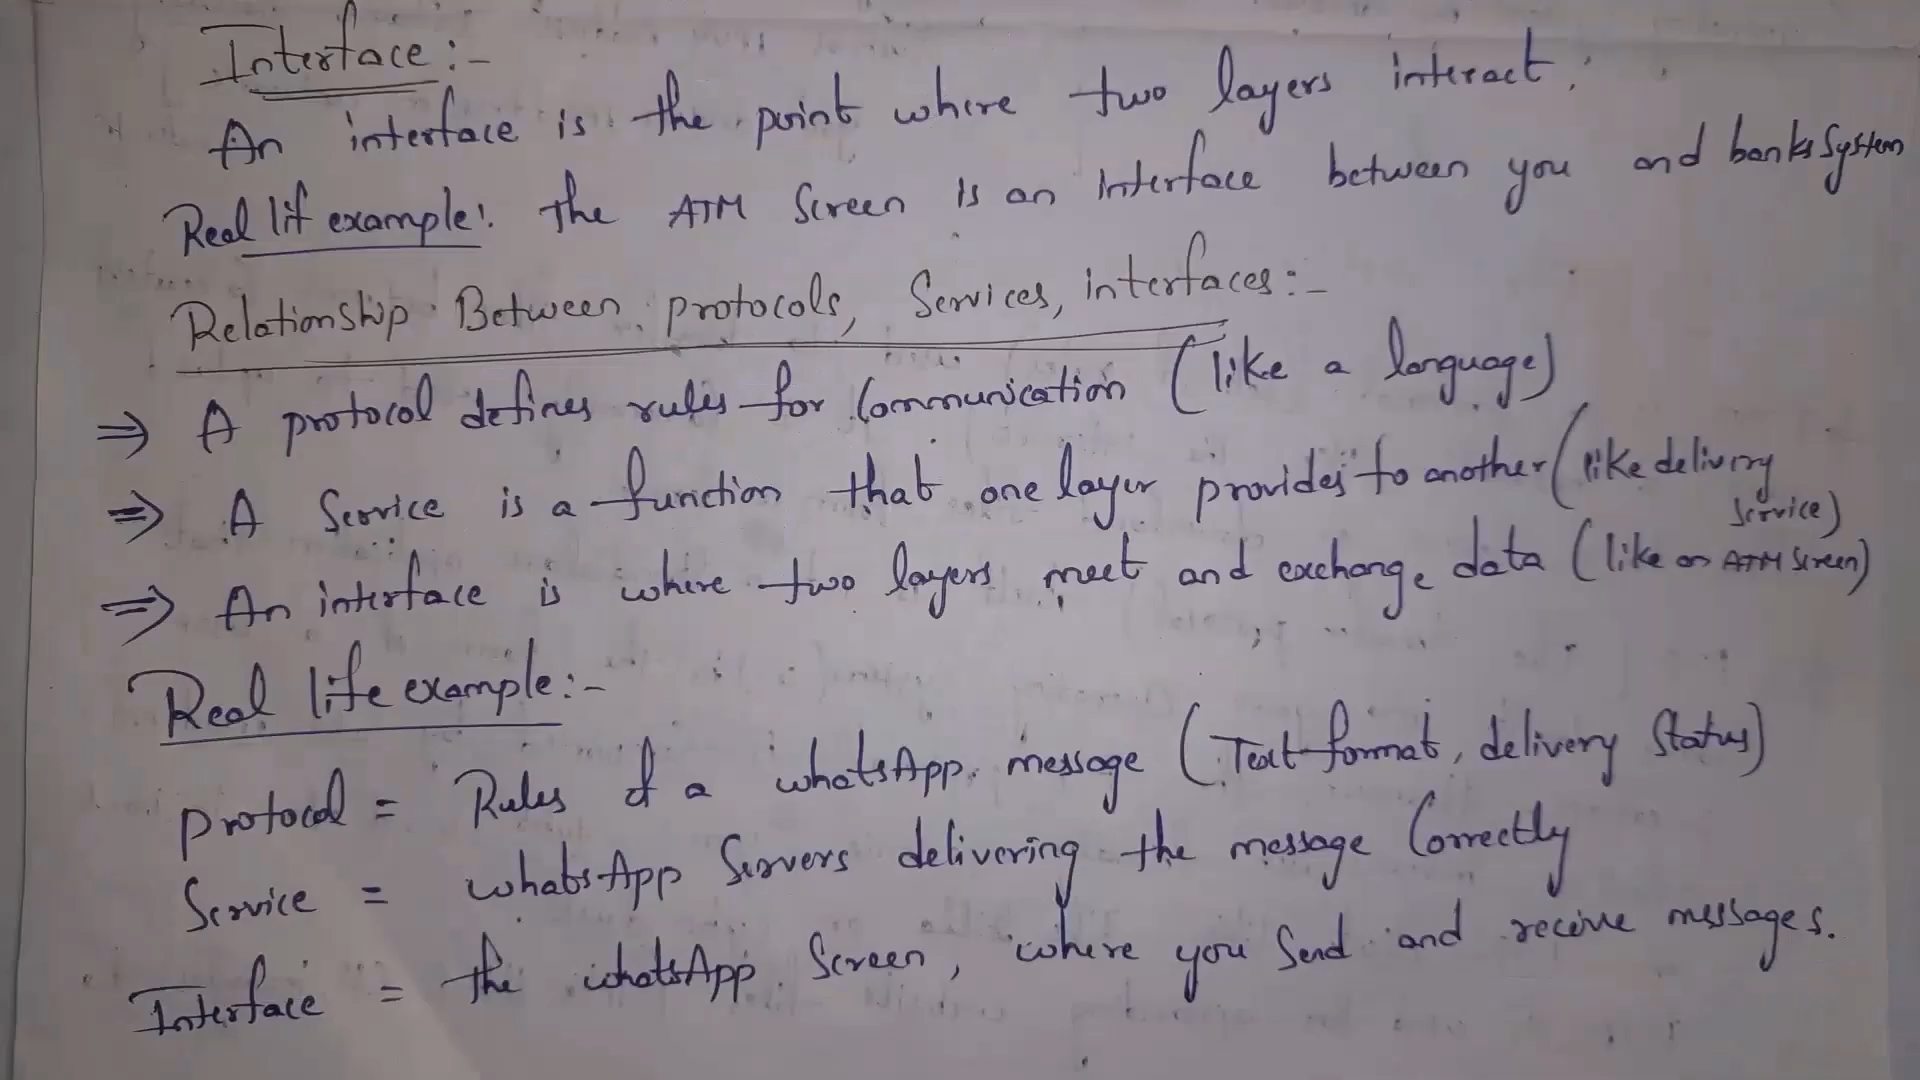 Interface:-
An interface is the point where two layers interact.
Real lif example: the ATM Screen is an interface between you and banks System
Relationship Between protocols, Services, interfaces:-
⇒ A protocol defines rules for Communication (like a language)
⇒ A Service is a function that one layer provides to another (like delivery service)
⇒ An interface is where two layers meet and exchange data (like an ATM Screen)
Real life example:-
protocol = Rules of a whatsApp message (Text format, delivery Status)
Service = whatsApp Servers delivering the message Correctly
Interface = the whatsApp Screen, where you Send and receive messages.